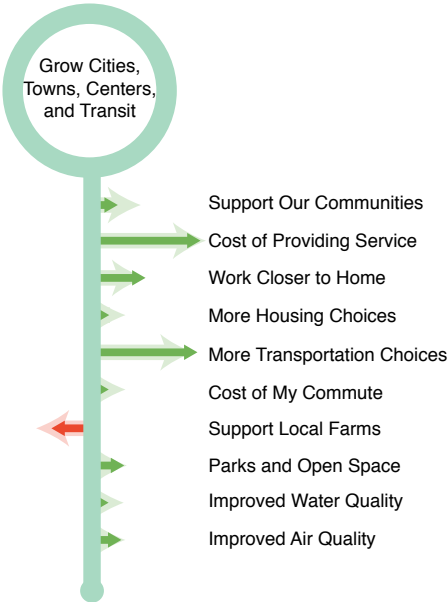 Grow Cities,
Towns, Centers,
and Transit
Support Our Communities
Cost of Providing Service
Work Closer to Home
More Housing Choices
More Transportation Choices
Cost of My Commute
Support Local Farms
Parks and Open Space
Improved Water Quality
Improved Air Quality